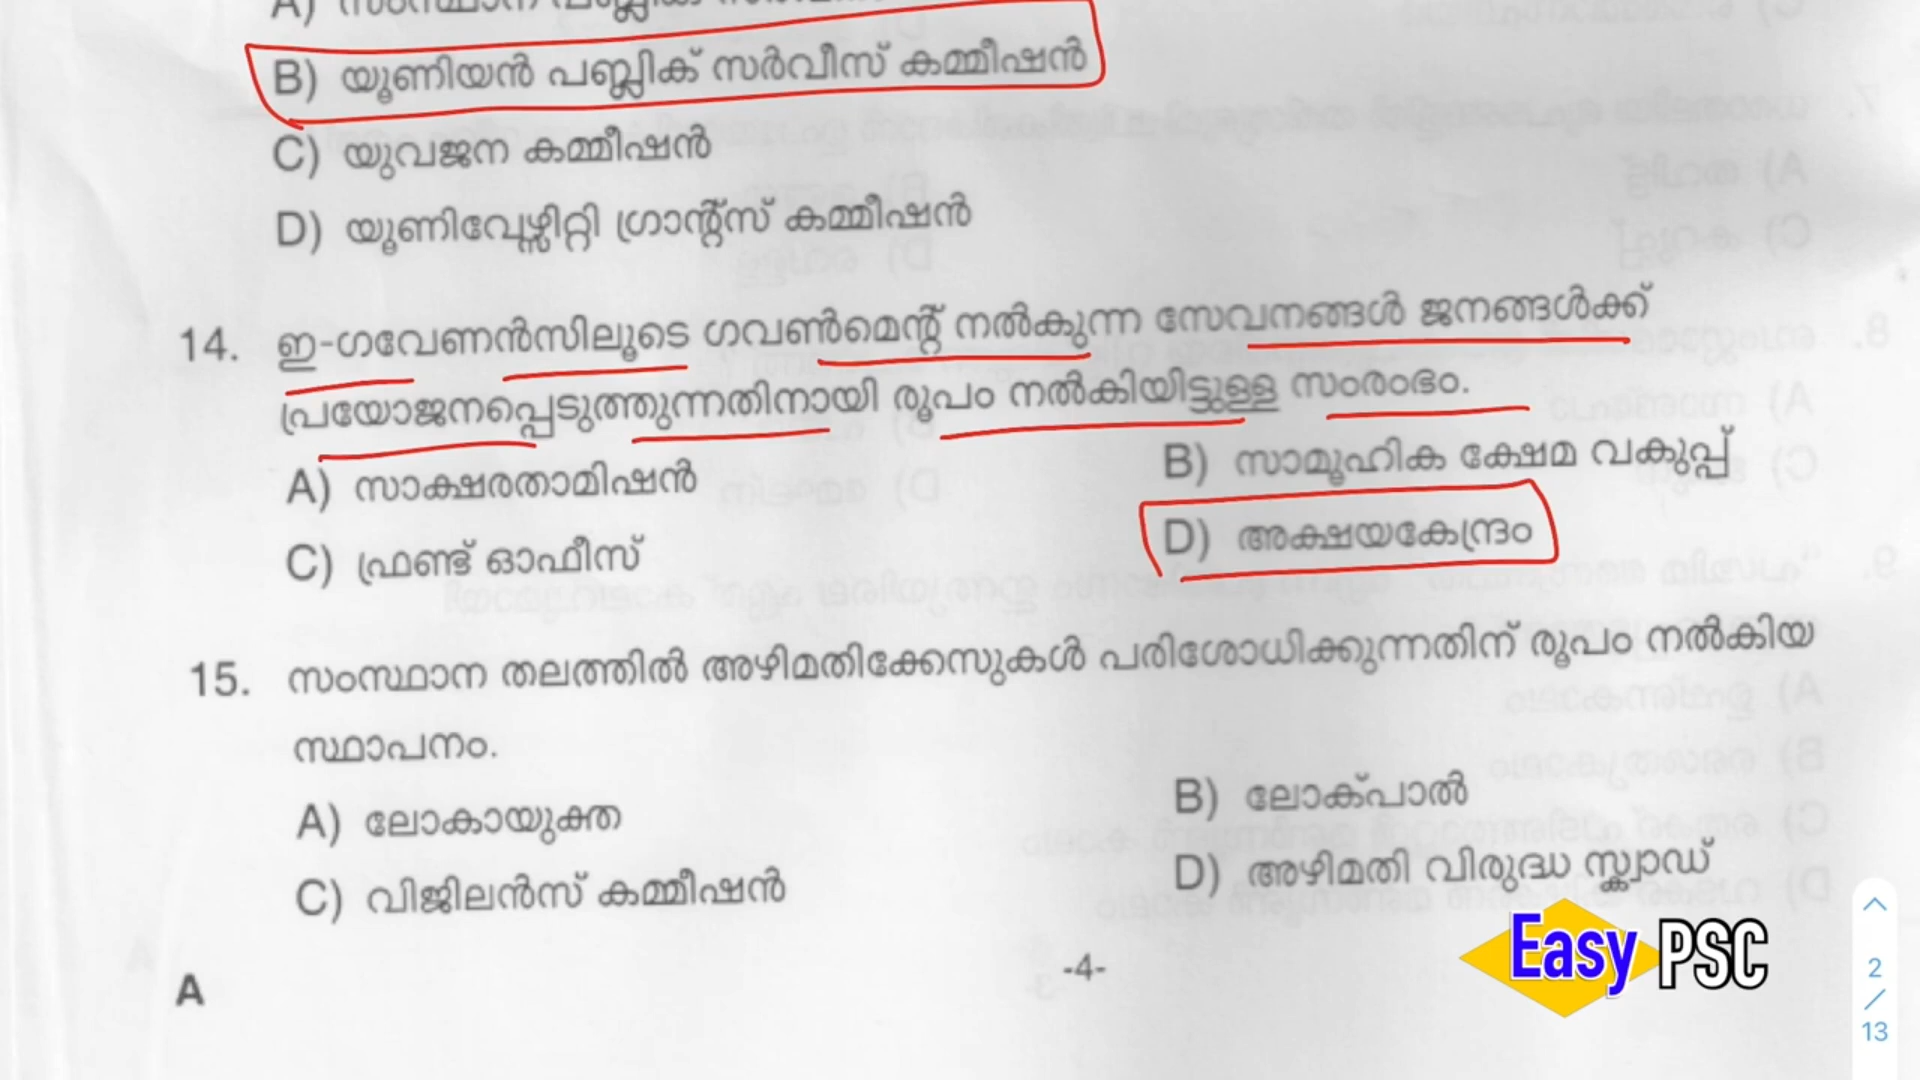 B) യൂണിയൻ പബ്ലിക് സർവീസ് കമ്മീഷൻ
C) യുവജന കമ്മീഷൻ
D) യൂണിവേഴ്സിറ്റി ഗ്രാന്റ്സ് കമ്മീഷൻ
14. ഇ-ഗവേണൻസിലൂടെ ഗവൺമെന്റ് നൽകുന്ന സേവനങ്ങൾ ജനങ്ങൾക്ക്
പ്രയോജനപ്പെടുത്തുന്നതിനായി രൂപം നൽകിയിട്ടുള്ള സംരംഭം.
A) സാക്ഷരതാമിഷൻ B) സാമൂഹിക ക്ഷേമ വകുപ്പ്
C) ഫ്രണ്ട് ഓഫീസ് D) അക്ഷയകേന്ദ്രം
15. സംസ്ഥാന തലത്തിൽ അഴിമതിക്കേസുകൾ പരിശോധിക്കുന്നതിന് രൂപം നൽകിയ
സ്ഥാപനം.
A) ലോകായുക്ത B) ലോക്പാൽ
C) വിജിലൻസ് കമ്മീഷൻ D) അഴിമതി വിരുദ്ധ സ്ക്വാഡ്
Easy PSC
A -4-
2
/
13